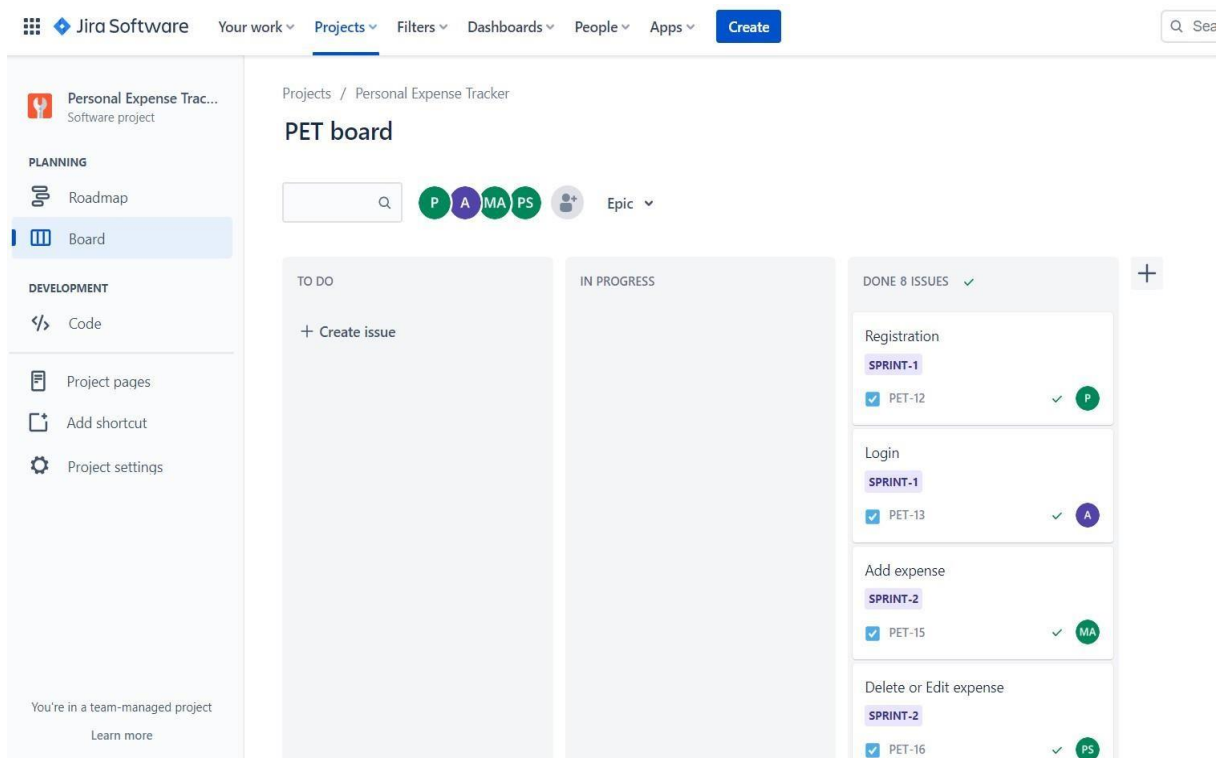 Jira Software Your work Projects Filters Dashboards People Apps Create Sea
Personal Expense Trac...
Software project
PLANNING
Roadmap
Board
DEVELOPMENT
Code
Project pages
Add shortcut
Project settings
You're in a team-managed project
Learn more
Projects / Personal Expense Tracker
PET board
P A MA PS Epic
TO DO
+ Create issue
IN PROGRESS
DONE 8 ISSUES
Registration
SPRINT-1
PET-12 P
Login
SPRINT-1
PET-13 A
Add expense
SPRINT-2
PET-15 MA
Delete or Edit expense
SPRINT-2
PET-16 PS